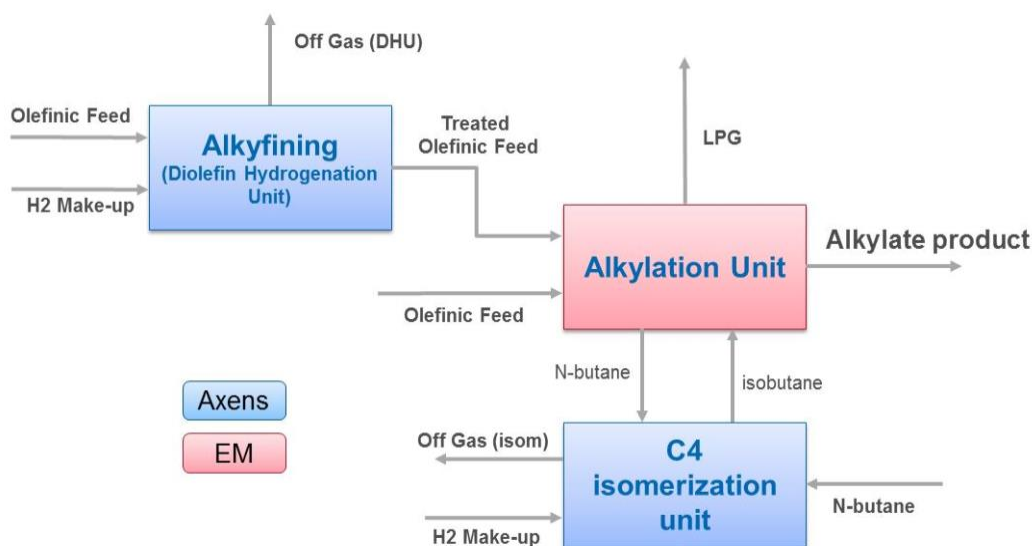 Off Gas (DHU)
Olefinic Feed
H2 Make-up
Alkyfining
(Diolefin Hydrogenation
Unit)
Treated
Olefinic Feed
LPG
Alkylation Unit
Alkylate product
Olefinic Feed
N-butane
isobutane
Axens
EM
Off Gas (isom)
H2 Make-up
C4
isomerization
unit
N-butane